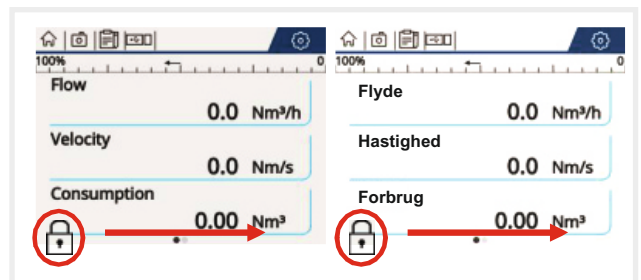 100% 0
Flow
0.0 Nm³/h
Velocity
0.0 Nm/s
Consumption
0.00 Nm³
100% 0
Flyde
0.0 Nm³/h
Hastighed
0.0 Nm/s
Forbrug
0.00 Nm³